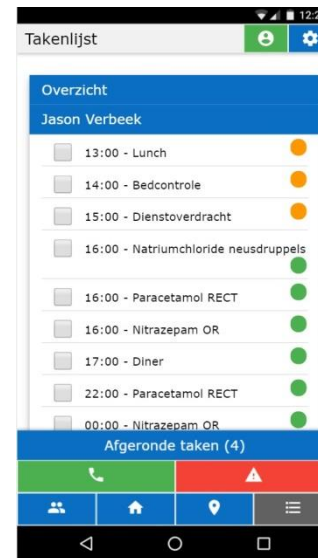 12:2
Takenlijst
Overzicht
Jason Verbeek
13:00 - Lunch
14:00 - Bedcontrole
15:00 - Dienstoverdracht
16:00 - Natriumchloride neusdruppels
16:00 - Paracetamol RECT
16:00 - Nitrazepam OR
17:00 - Diner
22:00 - Paracetamol RECT
00:00 - Nitrazepam OR
Afgeronde taken (4)